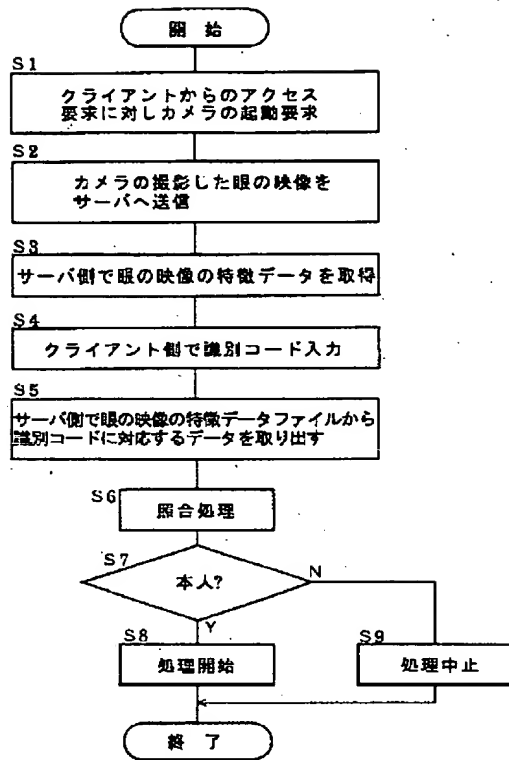 開 始
S1
クライアントからのアクセス
要求に対しカメラの起動要求
S2
カメラの撮影した眼の映像を
サーバへ送信
S3
サーバ側で眼の映像の特徴データを取得
S4
クライアント側で識別コード入力
S5
サーバ側で眼の映像の特徴データファイルから
識別コードに対応するデータを取り出す
S6
照合処理
S7
本人?
N
Y
S8
処理開始
S9
処理中止
終 了